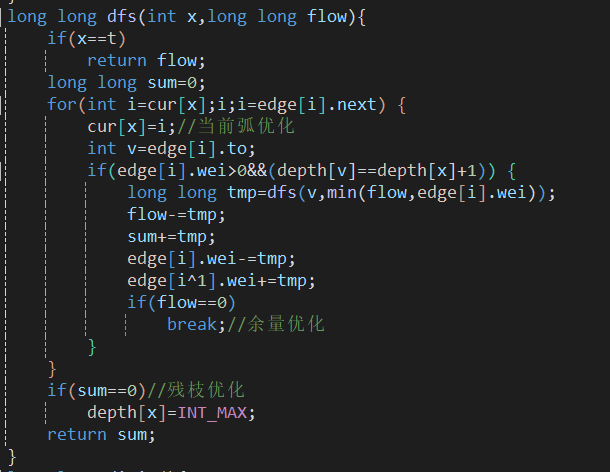 long long dfs(int x,long long flow){
if(x==t)
return flow;
long long sum=0;
for(int i=cur[x];i;i=edge[i].next) {
cur[x]=i;//当前弧优化
int v=edge[i].to;
if(edge[i].wei>0&&(depth[v]==depth[x]+1)) {
long long tmp=dfs(v,min(flow,edge[i].wei));
flow-=tmp;
sum+=tmp;
edge[i].wei-=tmp;
edge[i^1].wei+=tmp;
if(flow==0)
break;//余量优化
}
}
if(sum==0)//残枝优化
depth[x]=INT_MAX;
return sum;
}